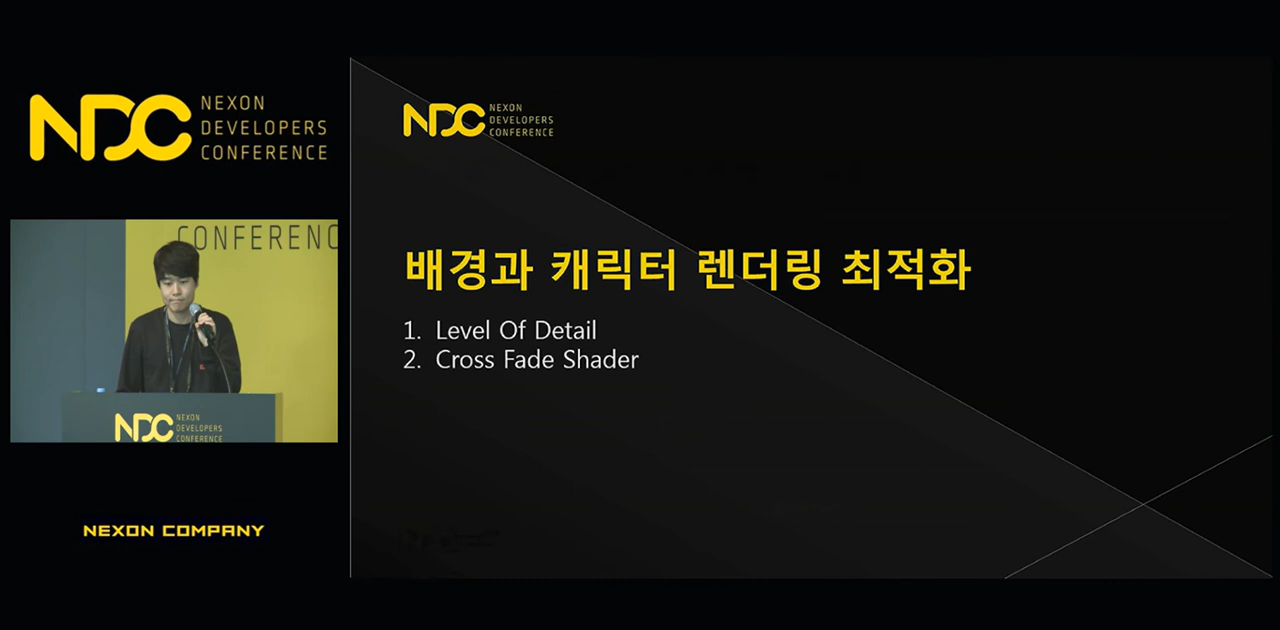 NDC
NEXON
DEVELOPERS
CONFERENCE
CONFERENC
NDC
NEXON
DEVELOPERS
CONFERENCE
NEXON COMPANY
NDC
NEXON
DEVELOPERS
CONFERENCE
배경과 캐릭터 렌더링 최적화
1. Level Of Detail
2. Cross Fade Shader